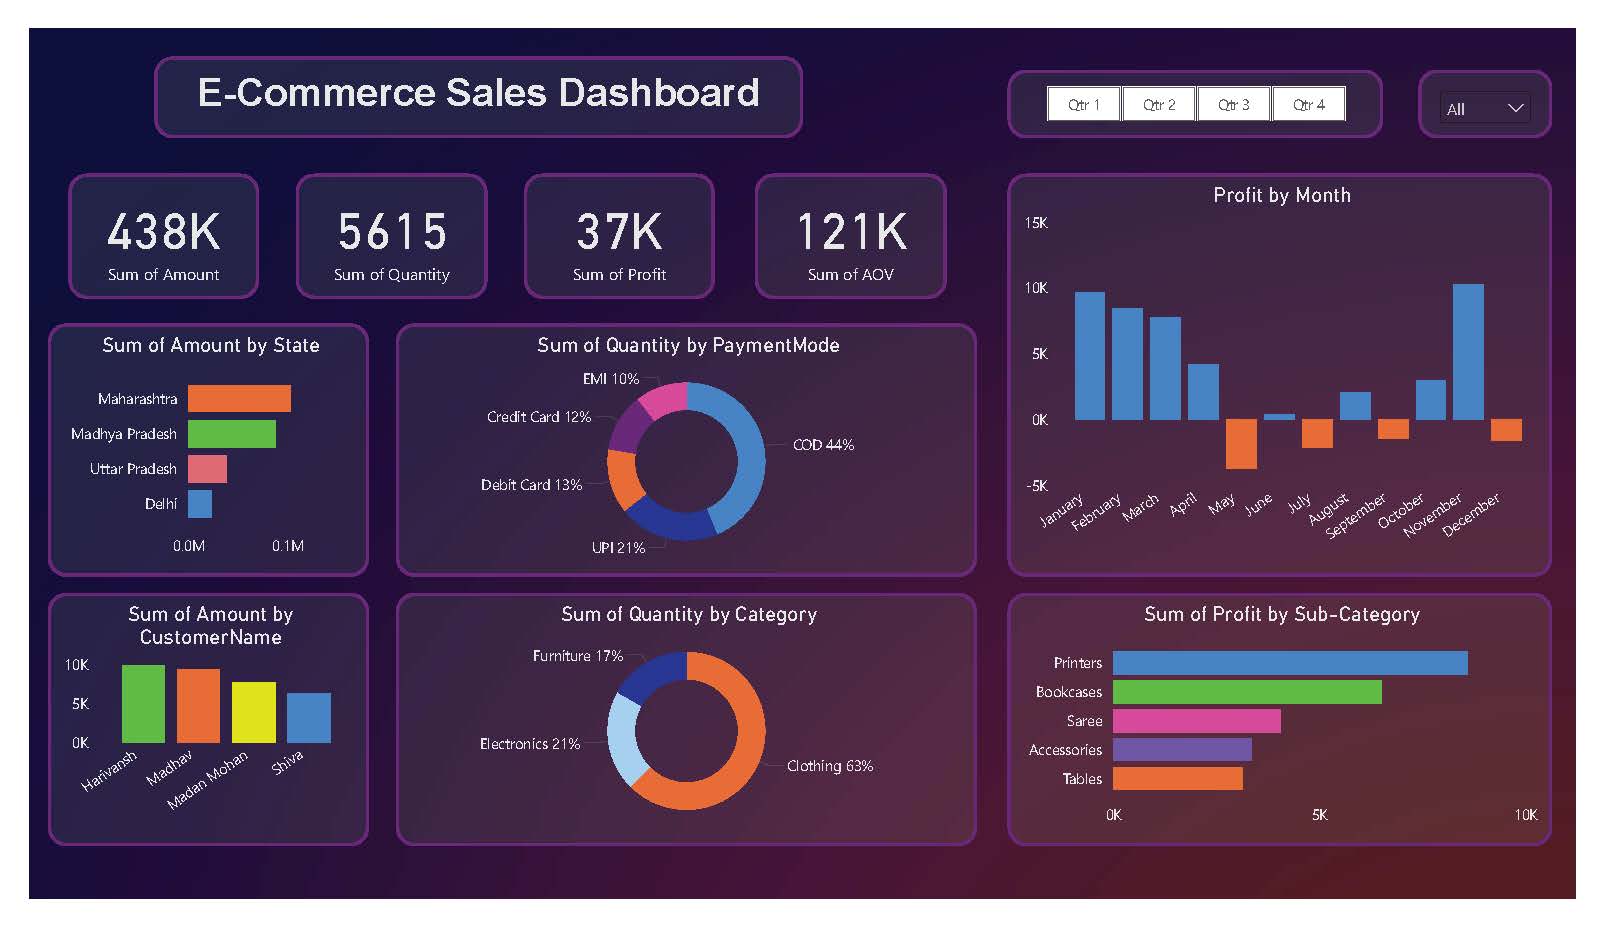 E-Commerce Sales Dashboard
Qtr 1 Qtr 2 Qtr 3 Qtr 4
All
438K
Sum of Amount
5615
Sum of Quantity
37K
Sum of Profit
121K
Sum of AOV
Profit by Month
15K
10K
5K
0K
-5K
January February March April May June July August September October November December
Sum of Amount by State
Maharashtra
Madhya Pradesh
Uttar Pradesh
Delhi
0.0M 0.1M
Sum of Quantity by PaymentMode
EMI 10%
Credit Card 12%
COD 44%
Debit Card 13%
UPI 21%
Sum of Amount by
CustomerName
10K
5K
0K
Harivansh Madhav Madan Mohan Shiva
Sum of Quantity by Category
Furniture 17%
Electronics 21%
Clothing 63%
Sum of Profit by Sub-Category
Printers
Bookcases
Saree
Accessories
Tables
0K 5K 10K